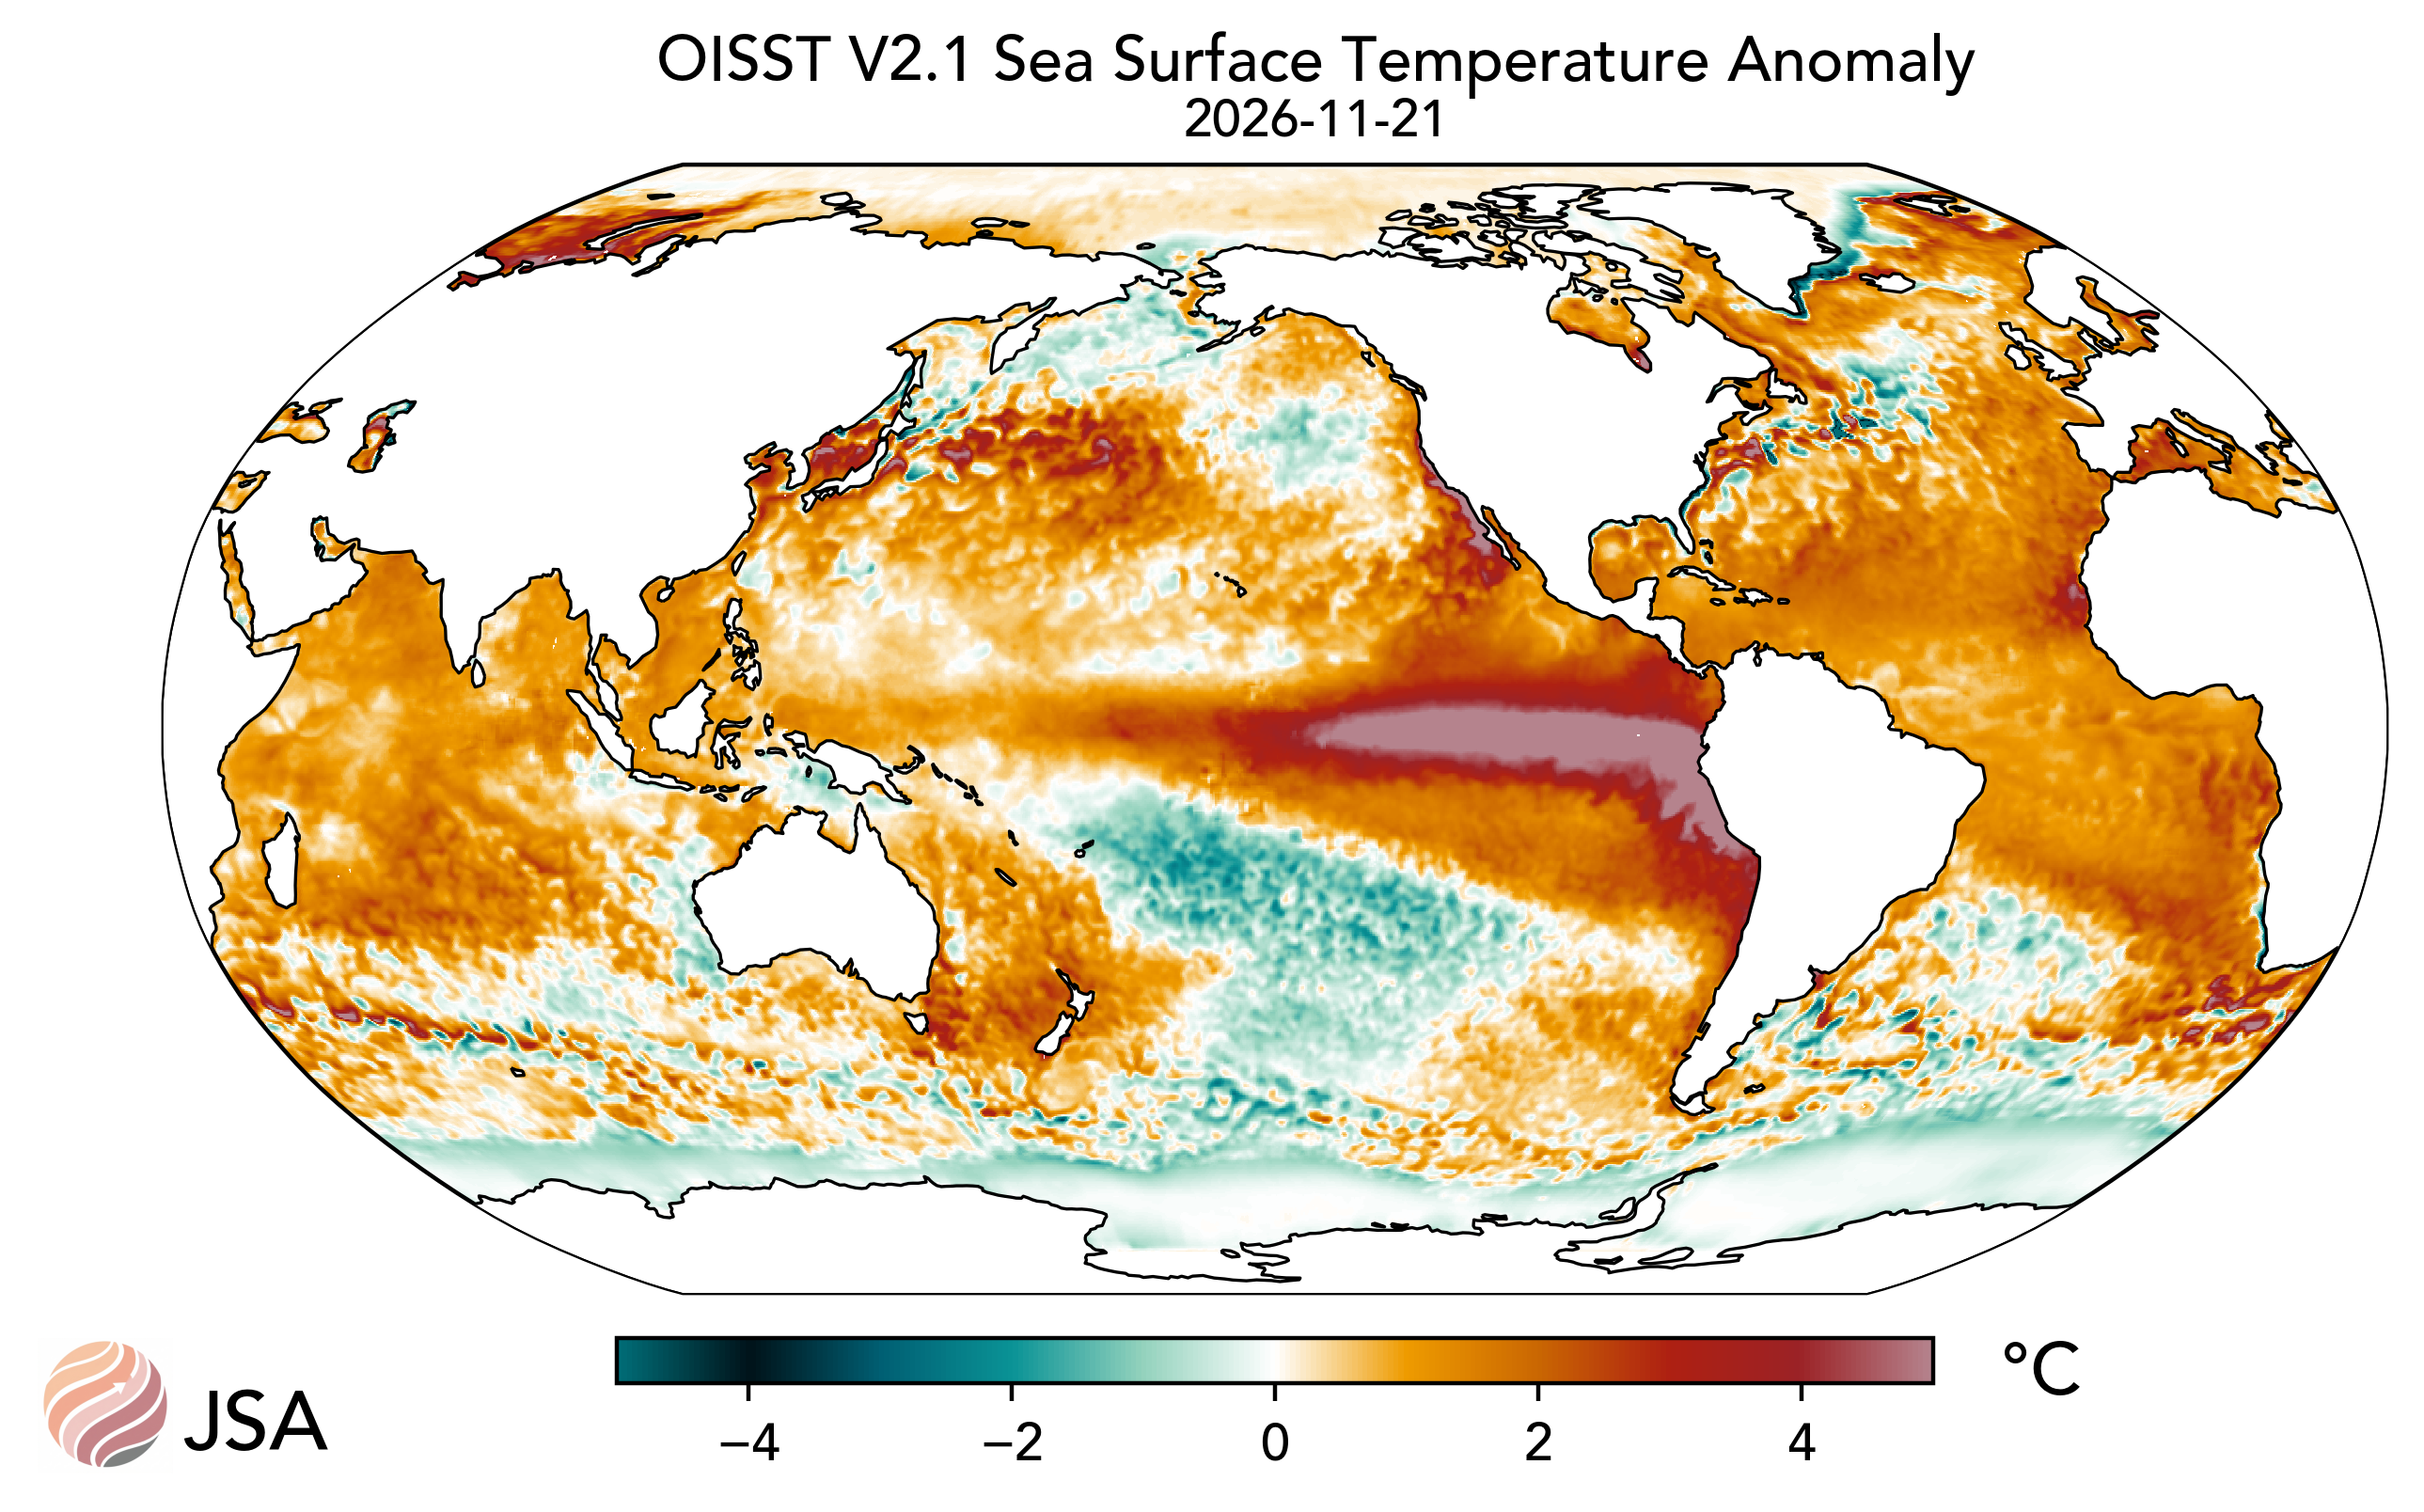 OISST V2.1 Sea Surface Temperature Anomaly
2026-11-21
°C
−4 −2 0 2 4
JSA